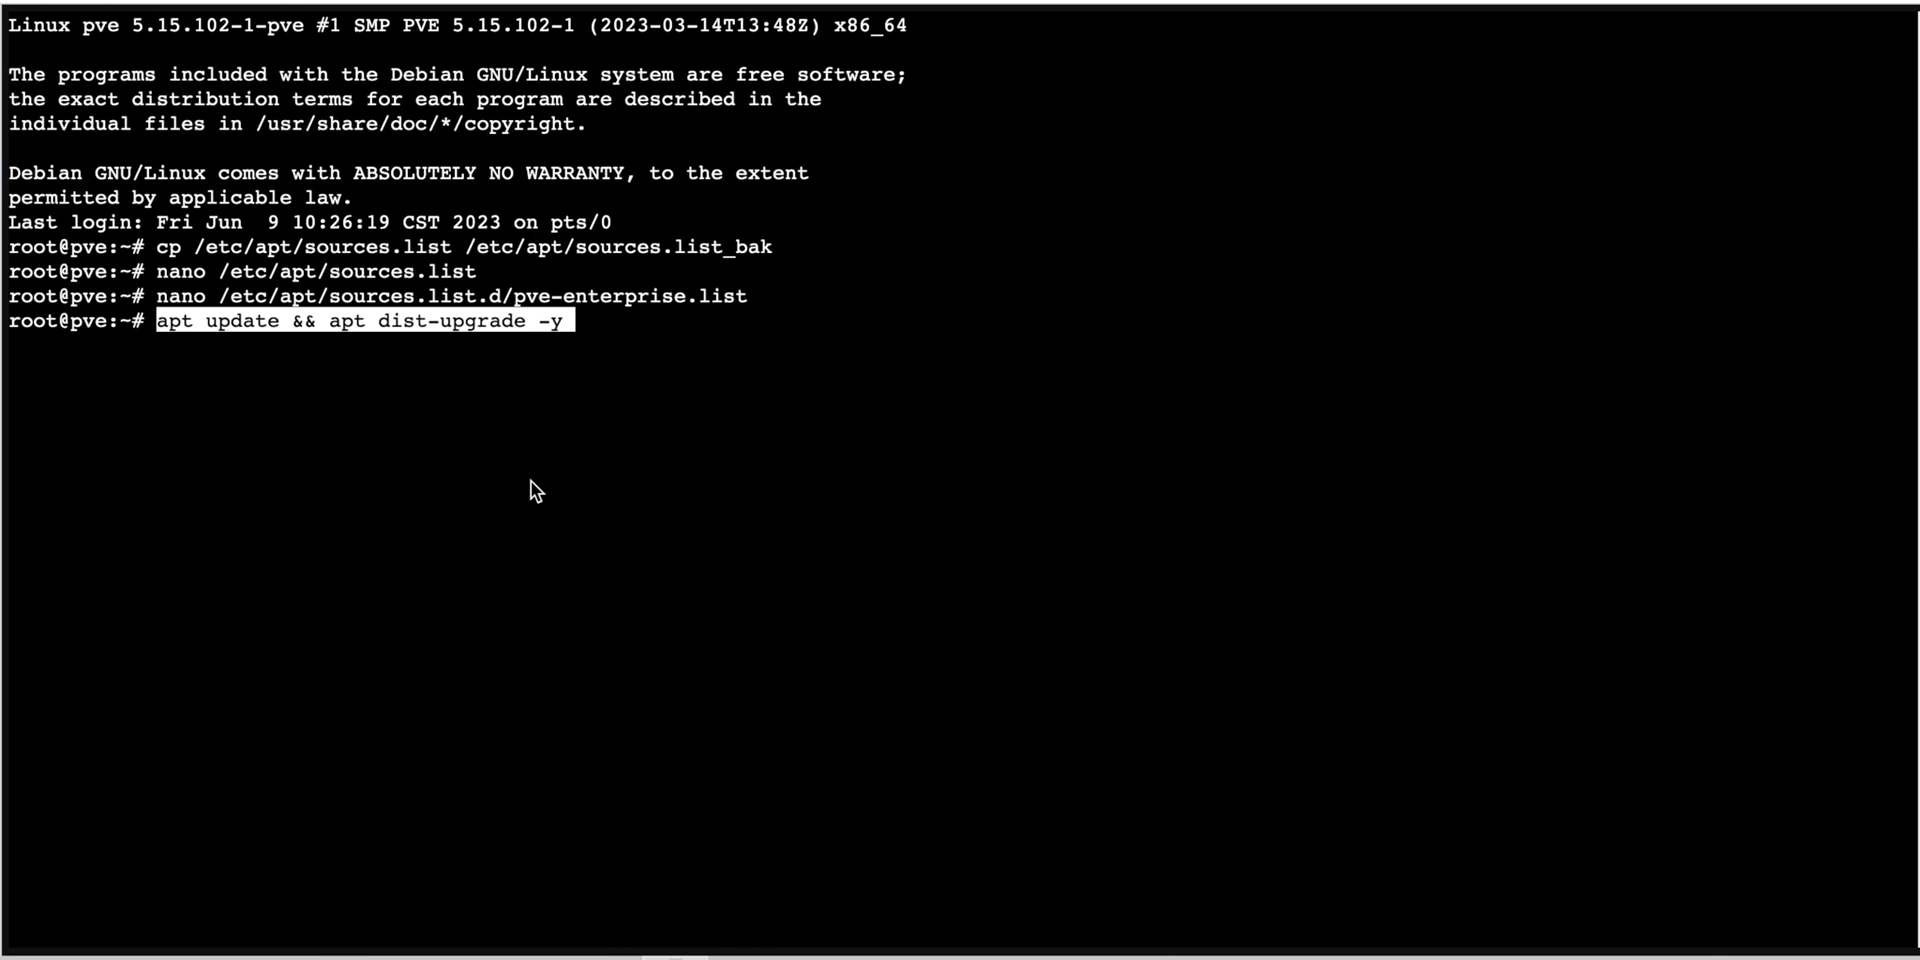 Linux pve 5.15.102-1-pve #1 SMP PVE 5.15.102-1 (2023-03-14T13:48Z) x86_64
The programs included with the Debian GNU/Linux system are free software;
the exact distribution terms for each program are described in the
individual files in /usr/share/doc/*/copyright.
Debian GNU/Linux comes with ABSOLUTELY NO WARRANTY, to the extent
permitted by applicable law.
Last login: Fri Jun  9 10:26:19 CST 2023 on pts/0
root@pve:~# cp /etc/apt/sources.list /etc/apt/sources.list_bak
root@pve:~# nano /etc/apt/sources.list
root@pve:~# nano /etc/apt/sources.list.d/pve-enterprise.list
root@pve:~# apt update && apt dist-upgrade -y